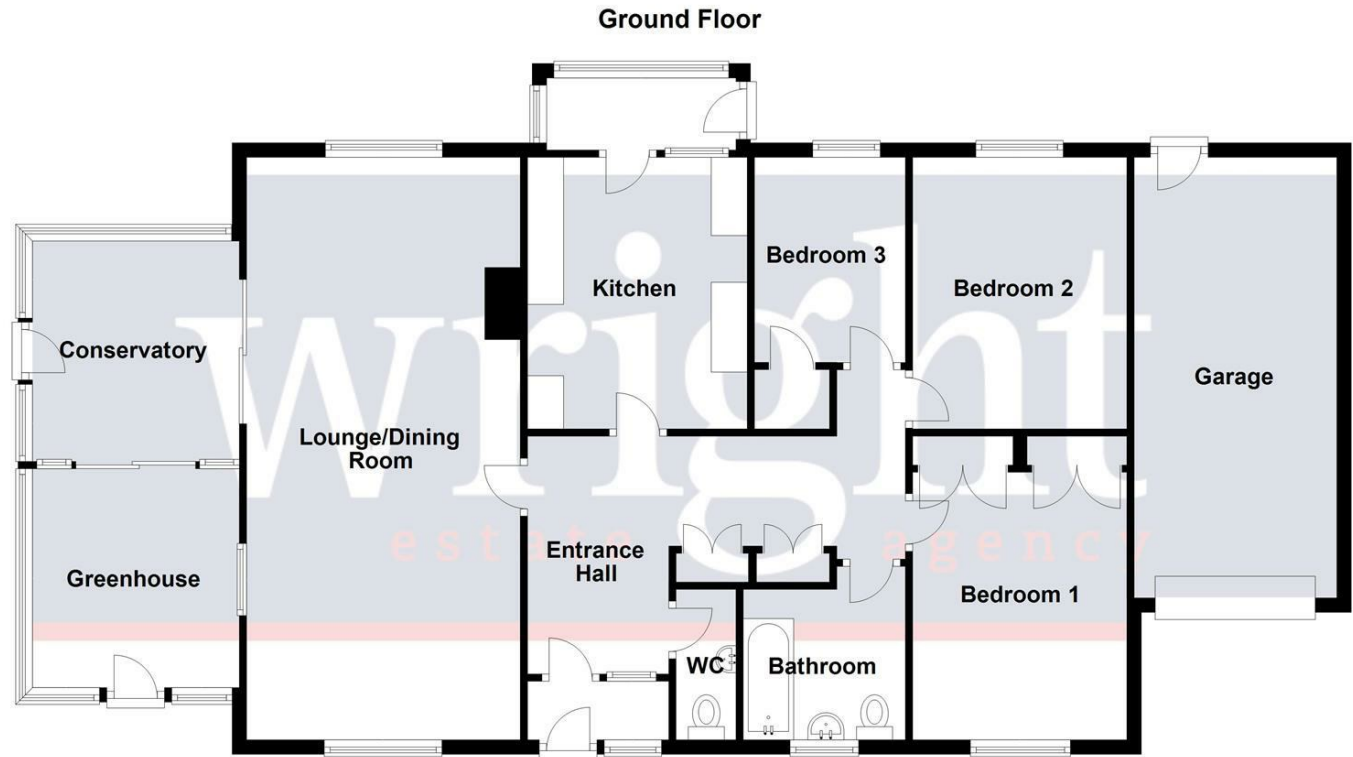 Ground Floor
Bedroom 3
Kitchen
Bedroom 2
Conservatory
Garage
Lounge/Dining
Room
wright
estate agency
Entrance
Hall
Greenhouse
Bedroom 1
WC
Bathroom